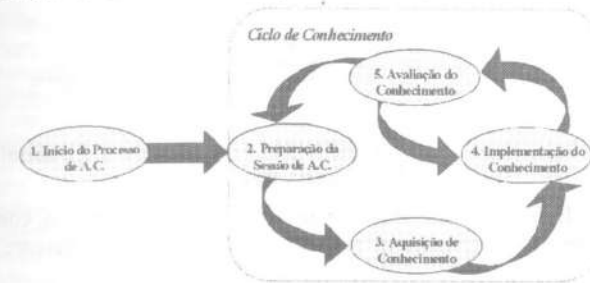 Ciclo de Conhecimento
5. Avaliação do
Conhecimento
1. Início do Processo
de A.C.
2. Preparação da
Sessão de A.C.
4. Implementação do
Conhecimento
3. Aquisição de
Conhecimento